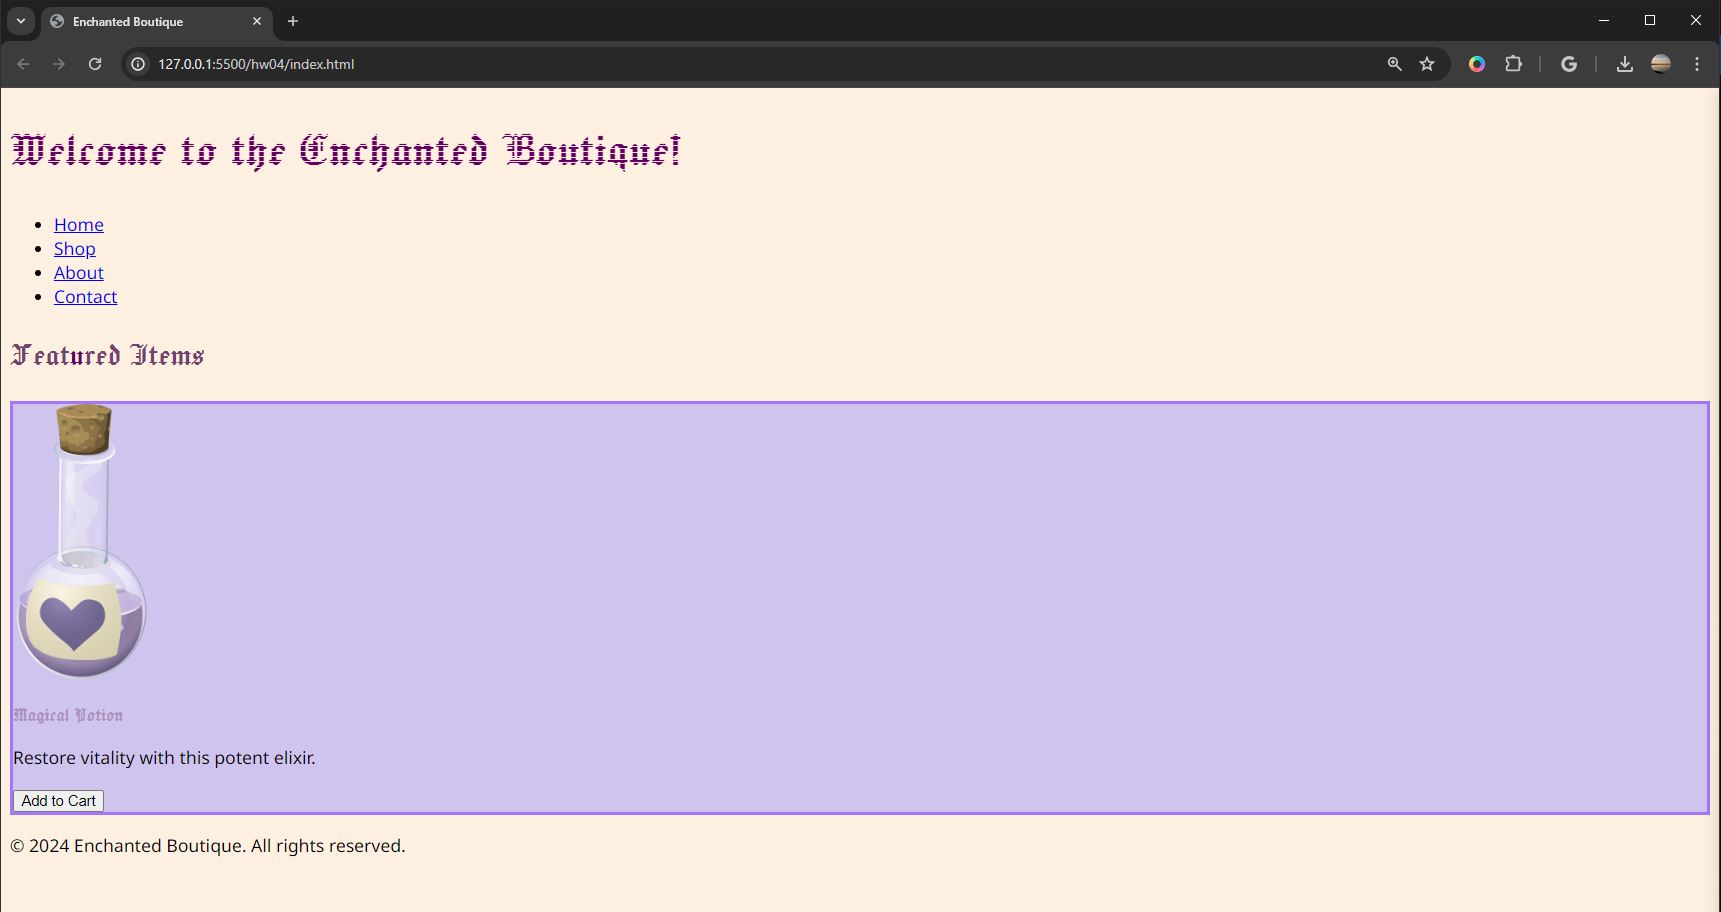 Enchanted Boutique
127.0.0.1:5500/hw04/index.html
Welcome to the Enchanted Boutique!
Home
Shop
About
Contact
Featured Items
Magical Potion
Restore vitality with this potent elixir.
Add to Cart
© 2024 Enchanted Boutique. All rights reserved.